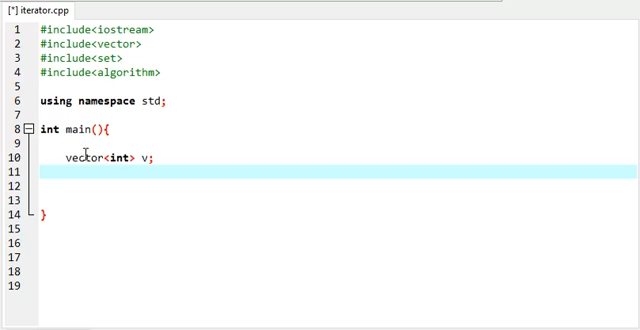 [*] iterator.cpp
1 #include<iostream>
2 #include<vector>
3 #include<set>
4 #include<algorithm>
5
6 using namespace std;
7
8 int main(){
9
10 vector<int> v;
11
12
13
14 }
15
16
17
18
19